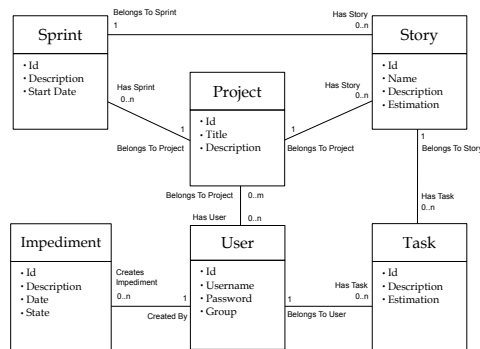 Belongs To Sprint
1
Has Story
0..n
Sprint
• Id
• Description
• Start Date
Story
• Id
• Name
• Description
• Estimation
Has Sprint
0..n
1
Belongs To Project
Project
• Id
• Title
• Description
Has Story
0..n
1
Belongs To Project
1
Belongs To Story
Has Task
0..n
Belongs To Project
0..m
Has User
0..n
Impediment
• Id
• Description
• Date
• State
Creates
Impediment
0..n
1
Created By
User
• Id
• Username
• Password
• Group
Has Task
0..n
1
Belongs To User
Task
• Id
• Description
• Estimation